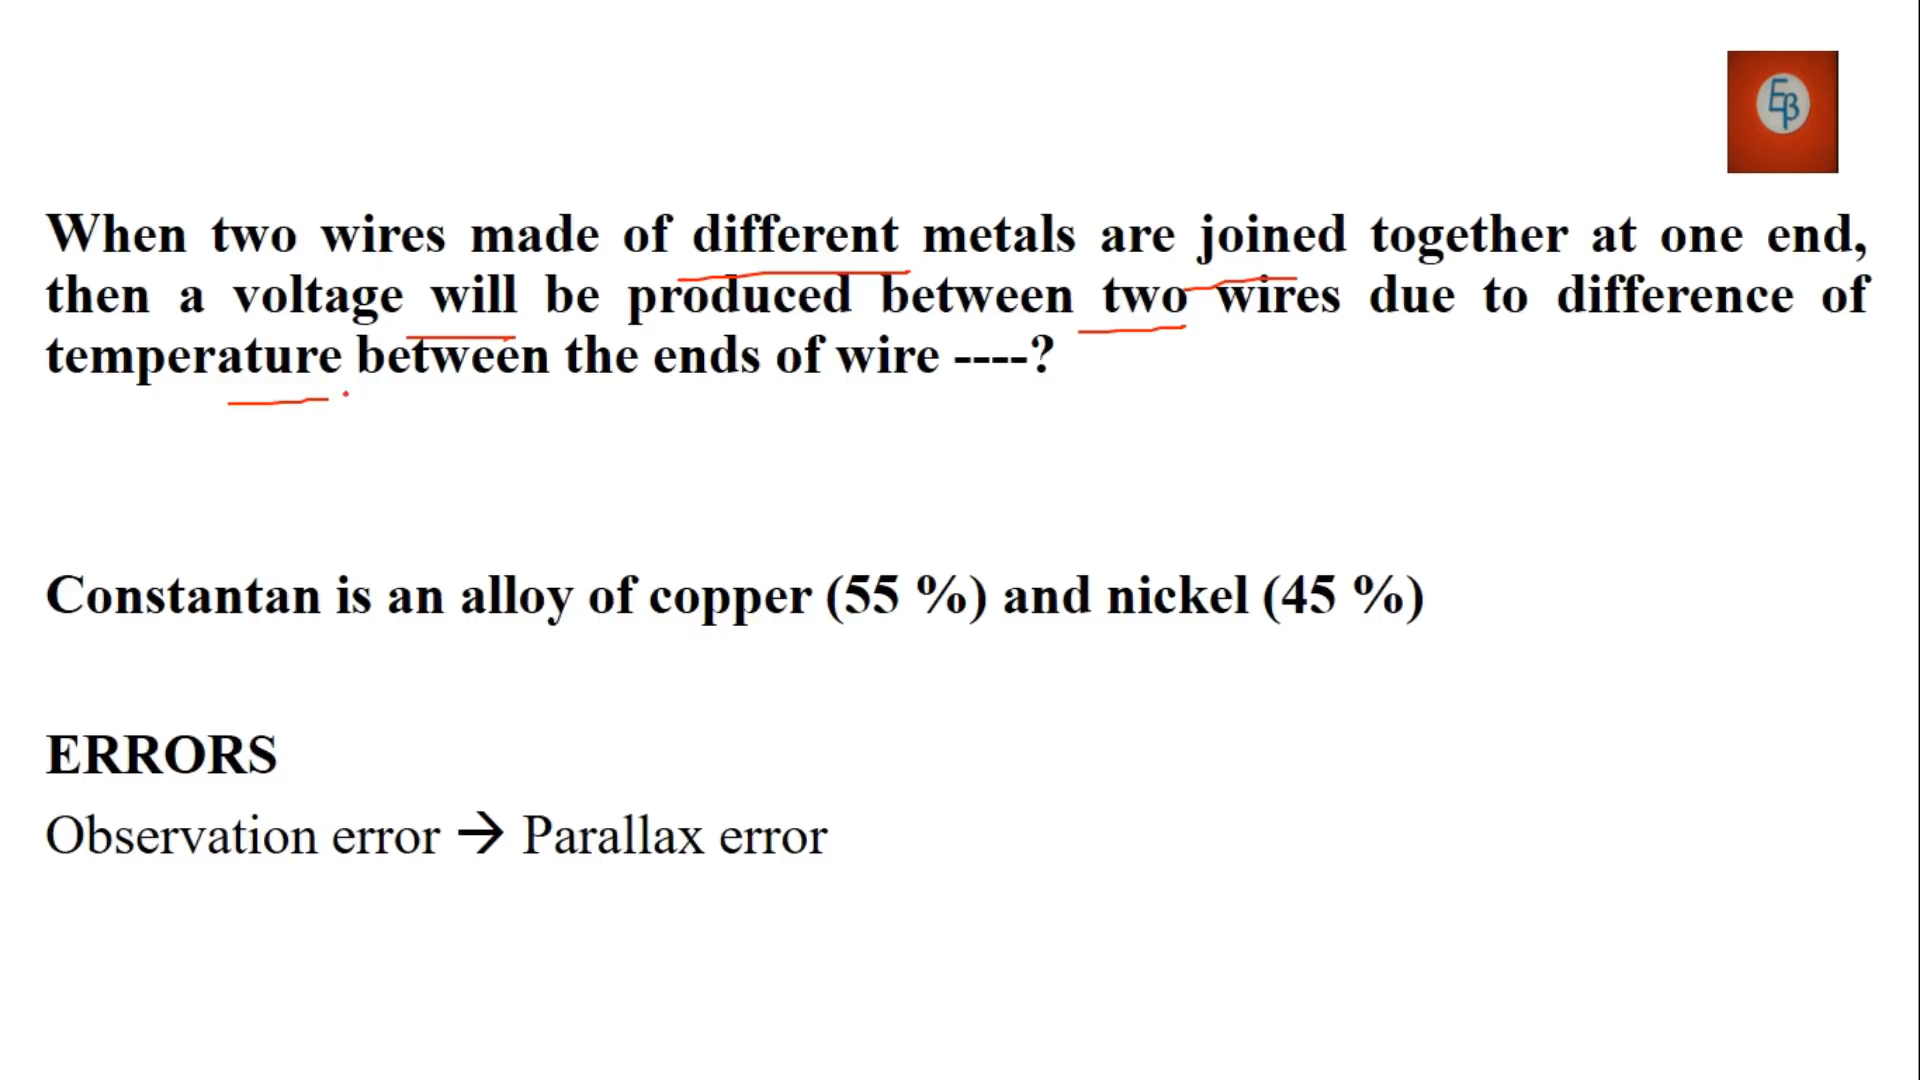 Eβ
When two wires made of different metals are joined together at one end,
then a voltage will be produced between two wires due to difference of
temperature between the ends of wire ----?
Constantan is an alloy of copper (55 %) and nickel (45 %)
ERRORS
Observation error → Parallax error